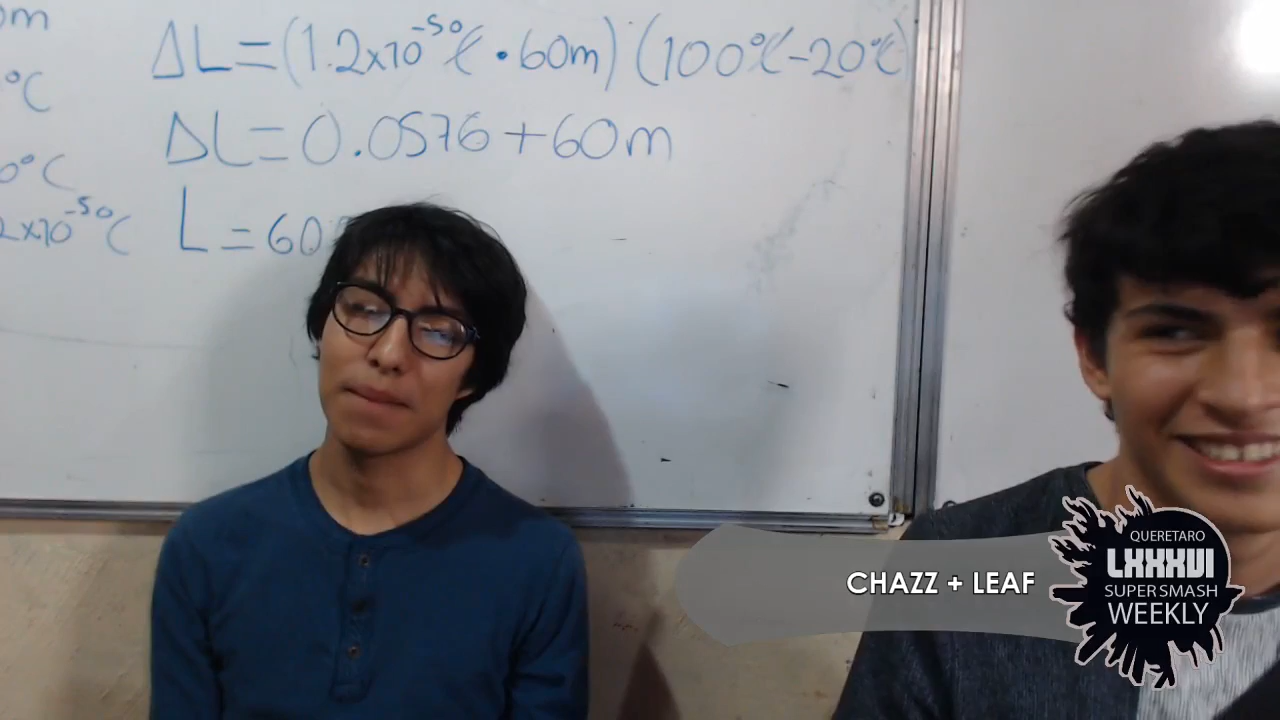 0m
ΔL=(1.2x10⁻⁵°C • 60m) (100°C-20°C)
°C
ΔL=0.0576+60m
0°C
2x10⁻⁵°C
L=60
CHAZZ + LEAF
QUERETARO
LXXXVI
SUPER SMASH
WEEKLY